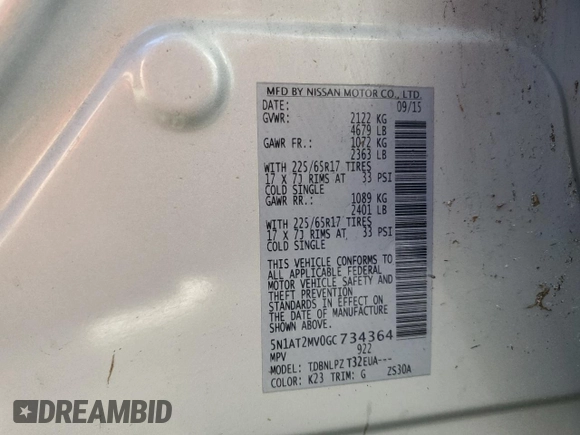 MFD BY NISSAN MOTOR CO., LTD.
DATE: 09/15
GVWR: 2122 KG
4679 LB
GAWR FR.: 1072 KG
2363 LB
WITH 225/65R17 TIRES
17 X 7J RIMS AT 33 PSI
COLD SINGLE
GAWR RR.: 1089 KG
2401 LB
WITH 225/65R17 TIRES
17 X 7J RIMS AT 33 PSI
COLD SINGLE
THIS VEHICLE CONFORMS TO
ALL APPLICABLE FEDERAL
MOTOR VEHICLE SAFETY AND
THEFT PREVENTION
STANDARDS IN EFFECT ON
THE DATE OF MANUFACTURE
SHOWN ABOVE.
5N1AT2MV0GC734364
MPV 922
MODEL: TDBNLPZ T32EUA---
COLOR: K23 TRIM: G ZS30A
DREAMBID